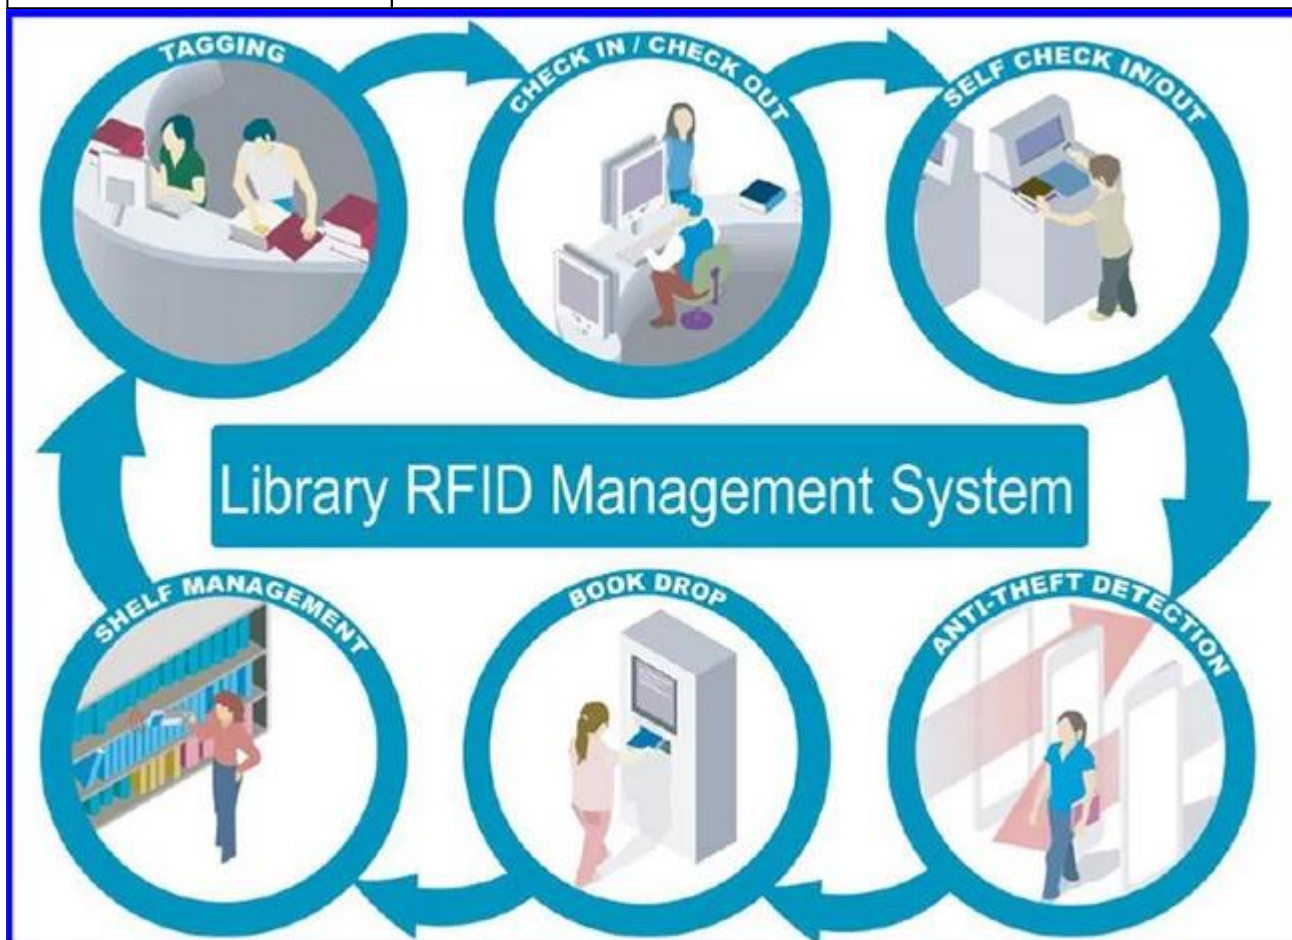 TAGGING
CHECK IN / CHECK OUT
SELF CHECK IN/OUT
Library RFID Management System
SHELF MANAGEMENT
BOOK DROP
ANTI-THEFT DETECTION